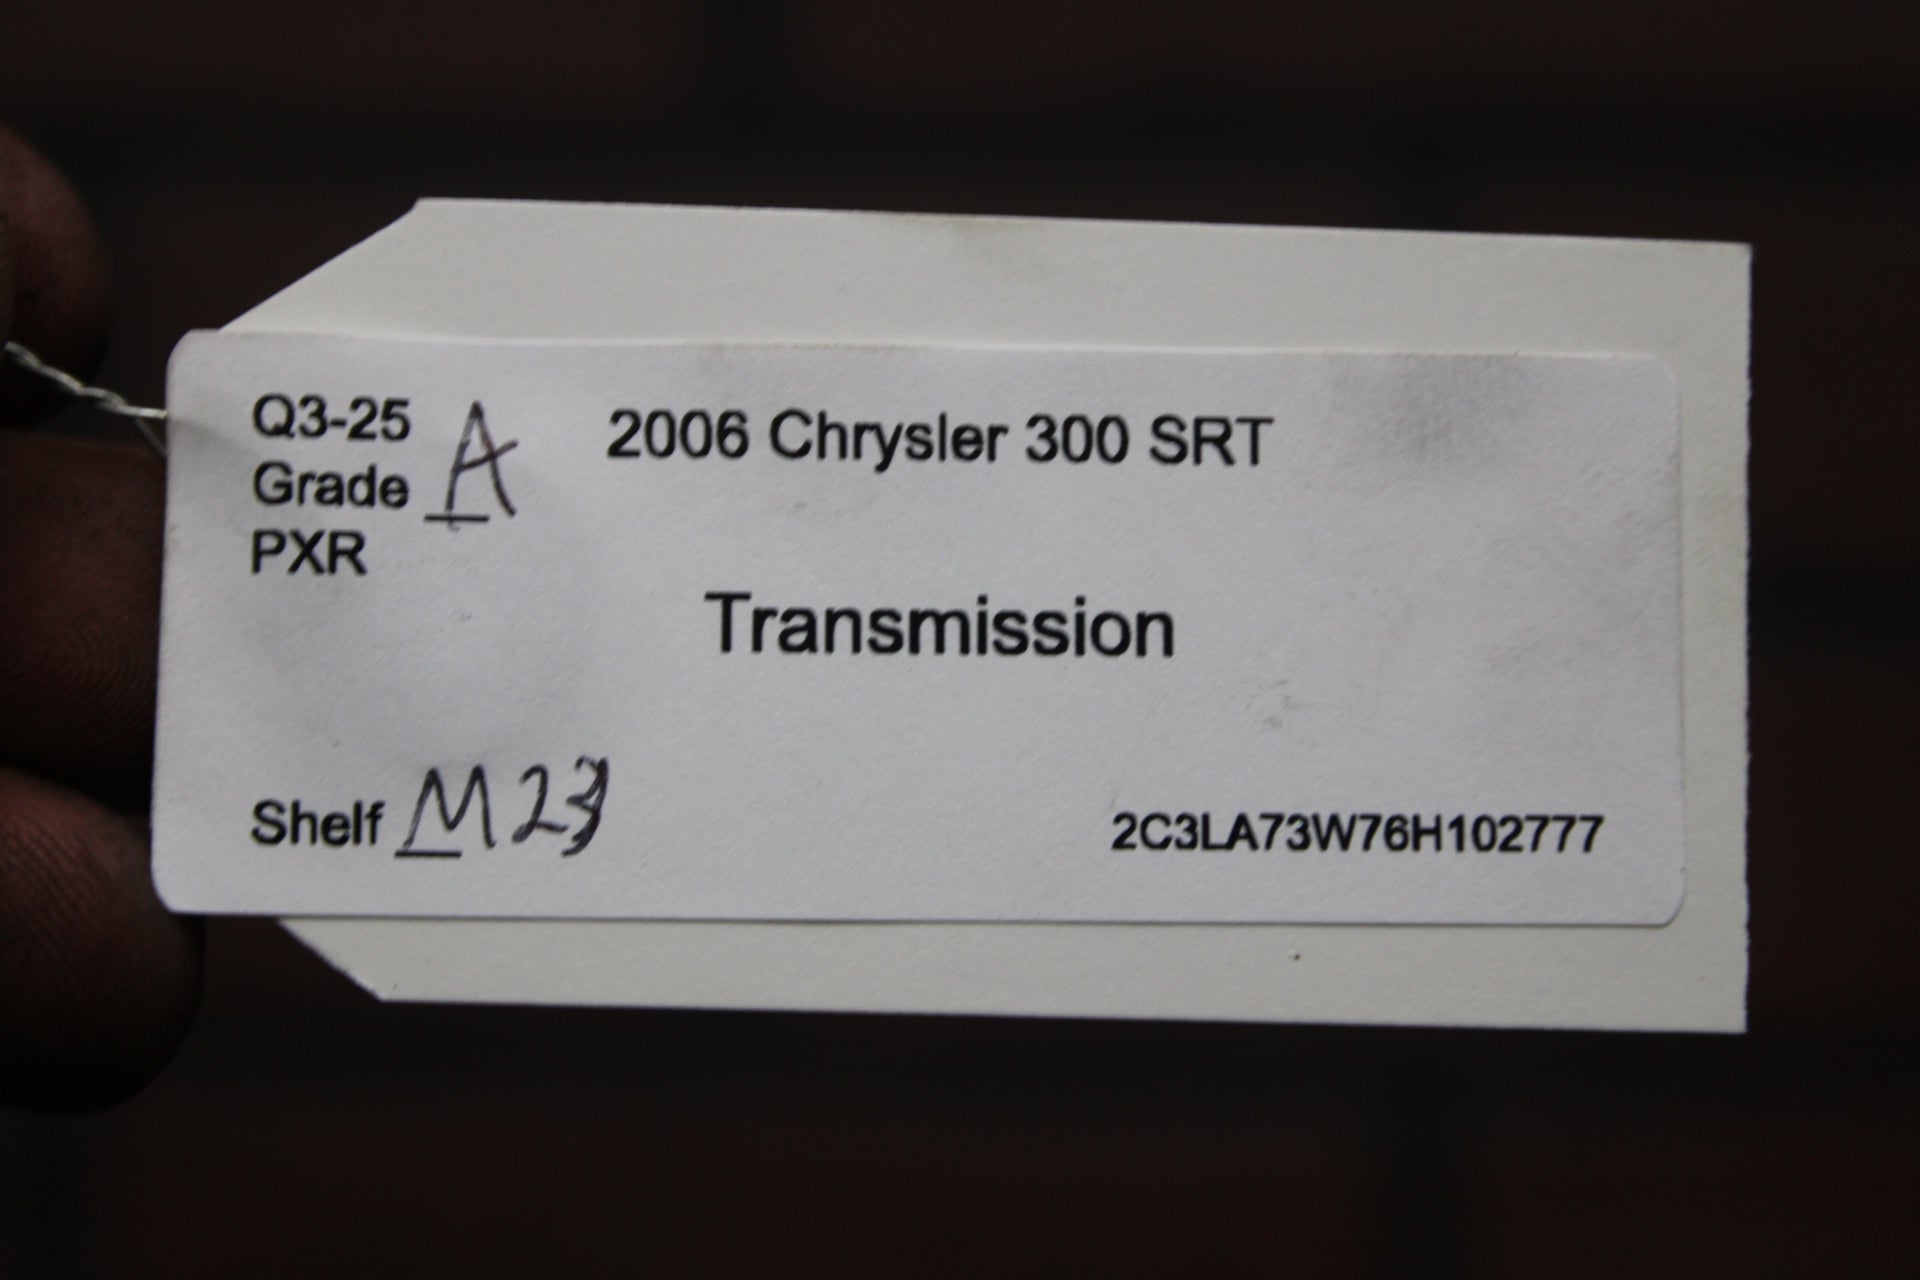 Q3-25
Grade A
PXR
2006 Chrysler 300 SRT
Transmission
Shelf M23
2C3LA73W76H102777